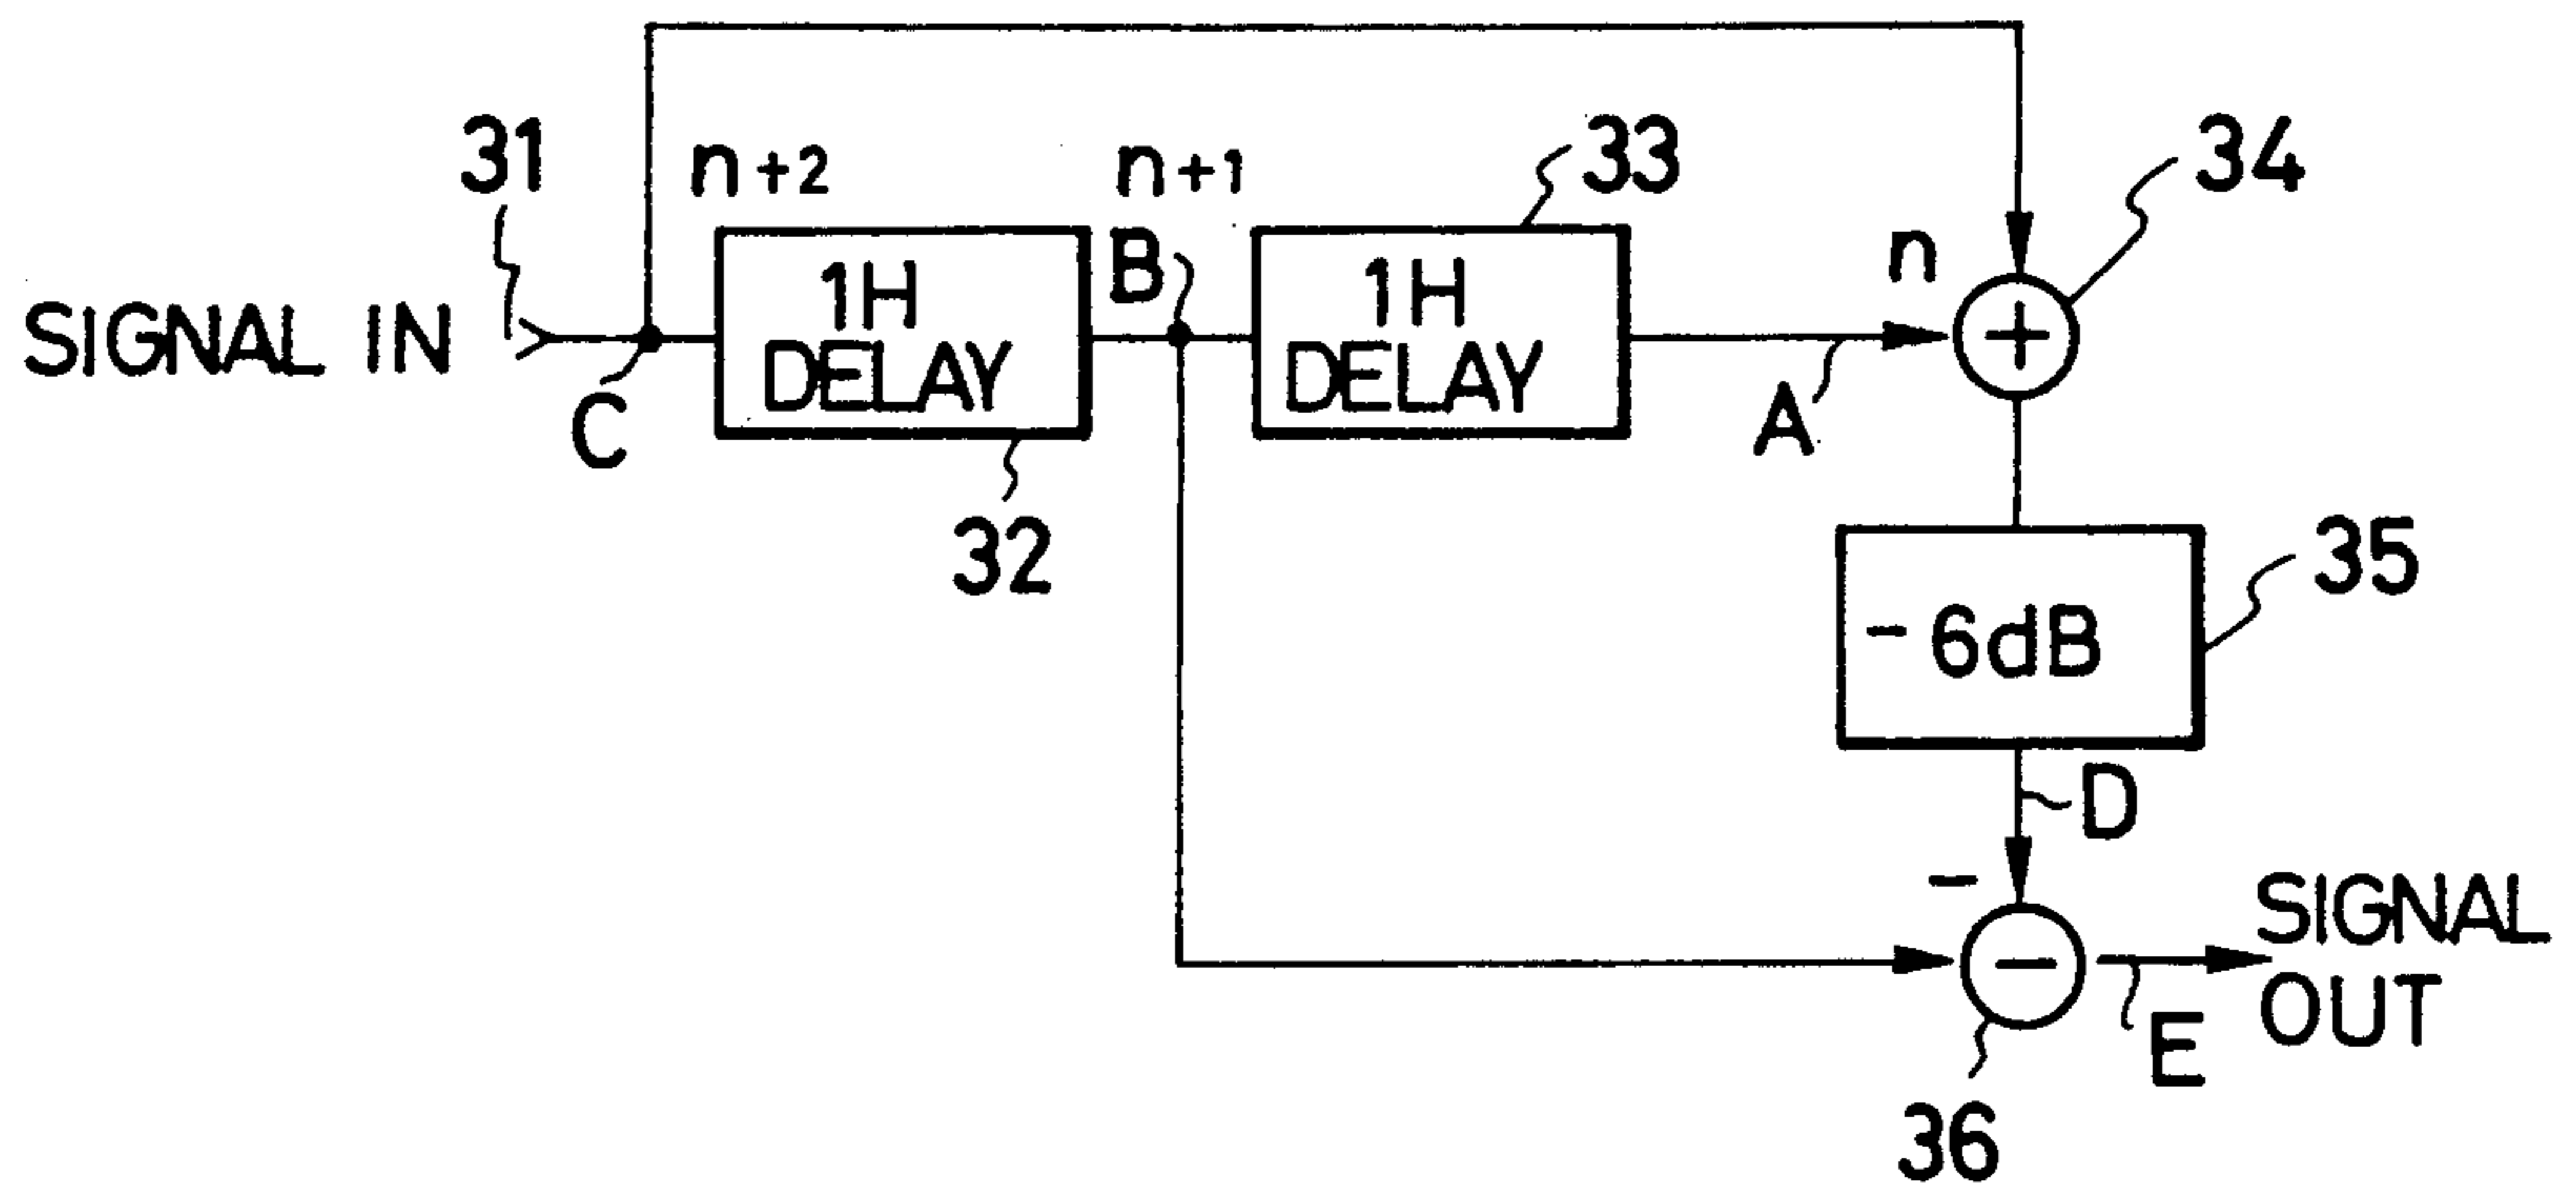 31
n+2
n+1
33
34
SIGNAL IN
C
1H
DELAY
B
1H
DELAY
n
+
A
32
-6dB
35
D
-
-
SIGNAL
OUT
E
36